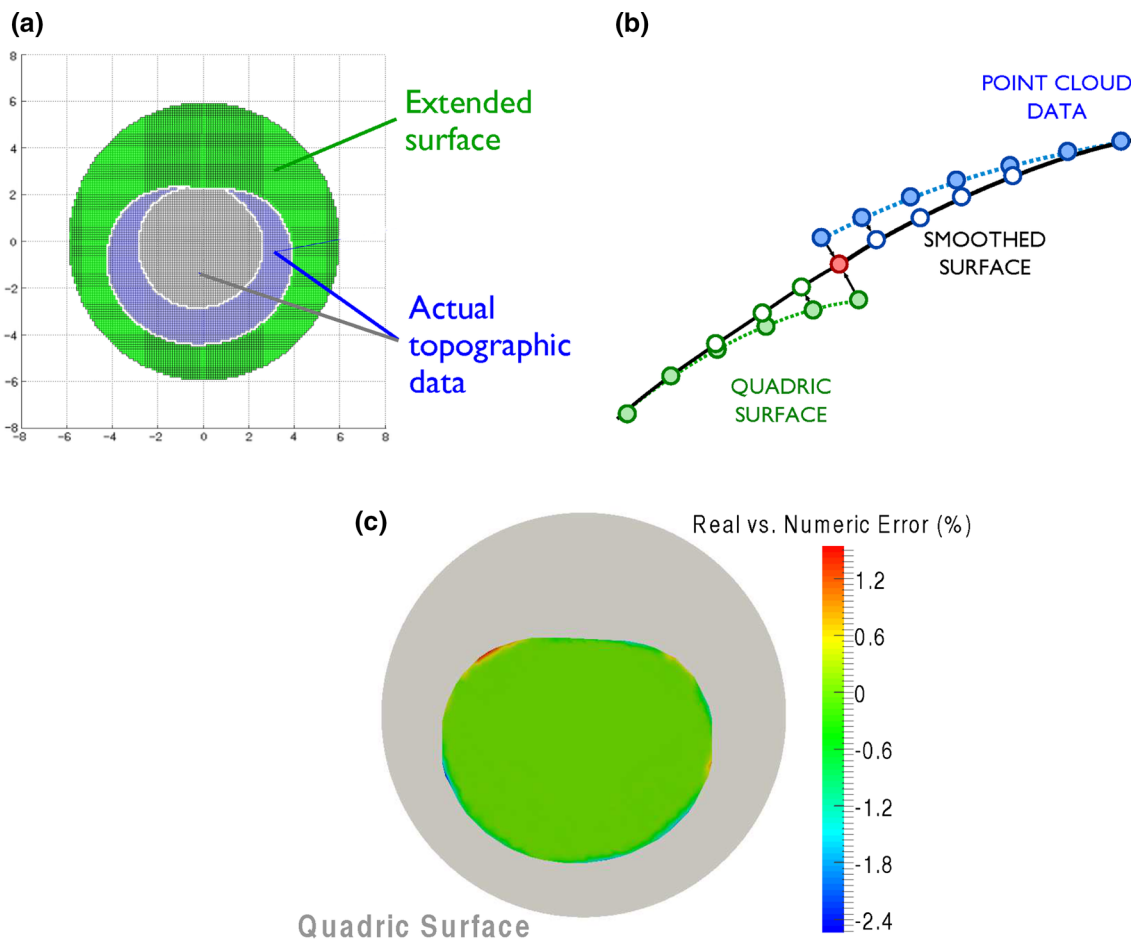 (a)
8
6
4
2
0
-2
-4
-6
-8
-8
-6
-4
-2
0
2
4
6
8
Extended
surface
Actual
topographic
data
(b)
POINT CLOUD
DATA
SMOOTHED
SURFACE
QUADRIC
SURFACE
(c)
Real vs. Numeric Error (%)
1.2
0.6
0
-0.6
-1.2
-1.8
-2.4
Quadric Surface